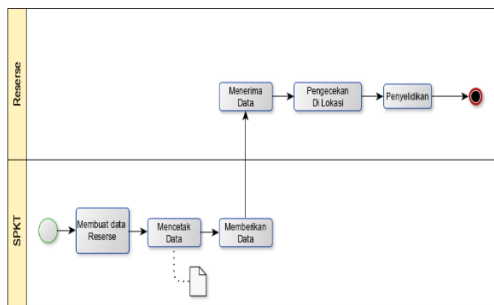 Reserse
Menerima
Data
Pengecekan
Di Lokasi
Penyelidikan
SPKT
Membuat data
Reserse
Mencetak
Data
Memberikan
Data